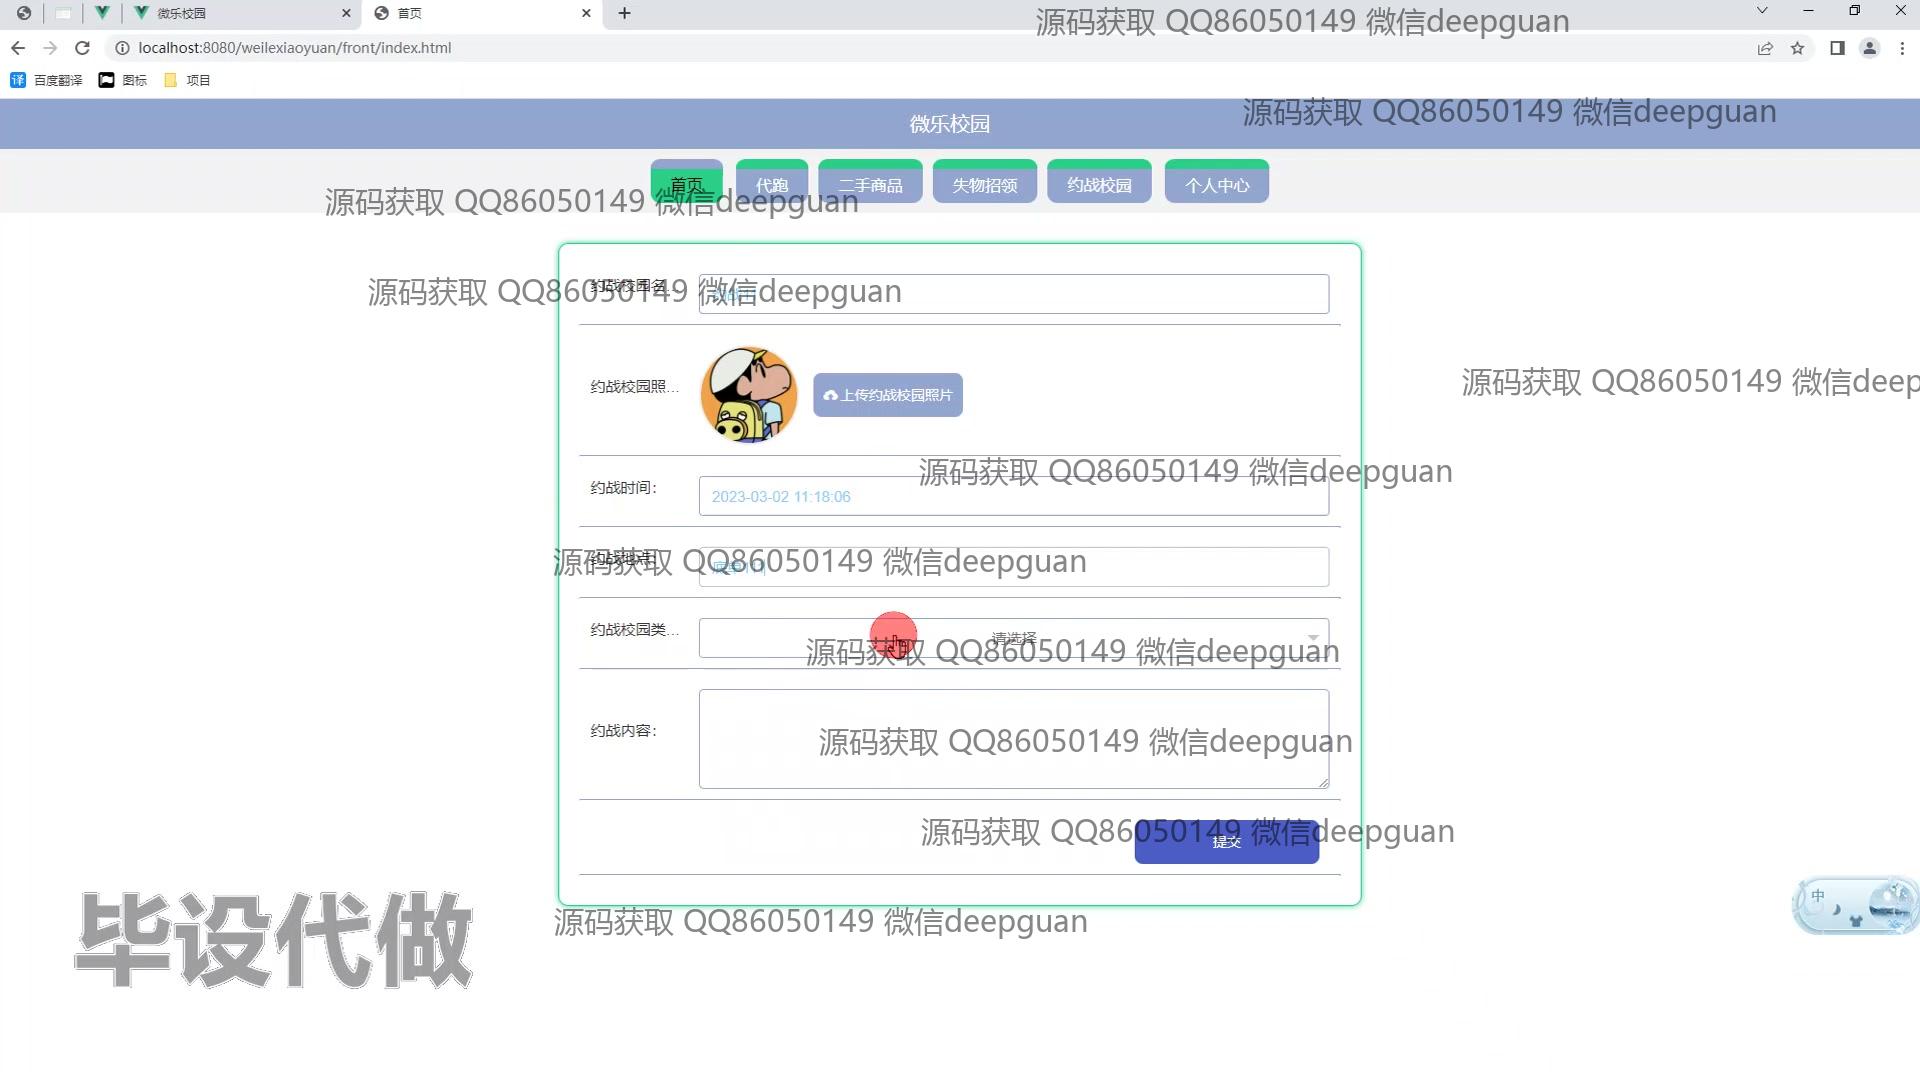 微乐校园
首页
源码获取 QQ86050149 微信deepguan
localhost:8080/weilexiaoyuan/front/index.html
百度翻译
图标
项目
微乐校园
源码获取 QQ86050149 微信deepguan
首页
代跑
二手商品
失物招领
约战校园
个人中心
源码获取 QQ86050149 微信deepguan
约战校园名
源码获取 QQ86050149 微信deepguan
约战校园照...
上传约战校园照片
源码获取 QQ86050149 微信deep
源码获取 QQ86050149 微信deepguan
约战时间：
2023-03-02 11:18:06
约战地点：
源码获取 QQ86050149 微信deepguan
约战校园类...
请选择
源码获取 QQ86050149 微信deepguan
约战内容：
源码获取 QQ86050149 微信deepguan
源码获取 QQ86050149 微信deepguan
提交
源码获取 QQ86050149 微信deepguan
毕设代做
中